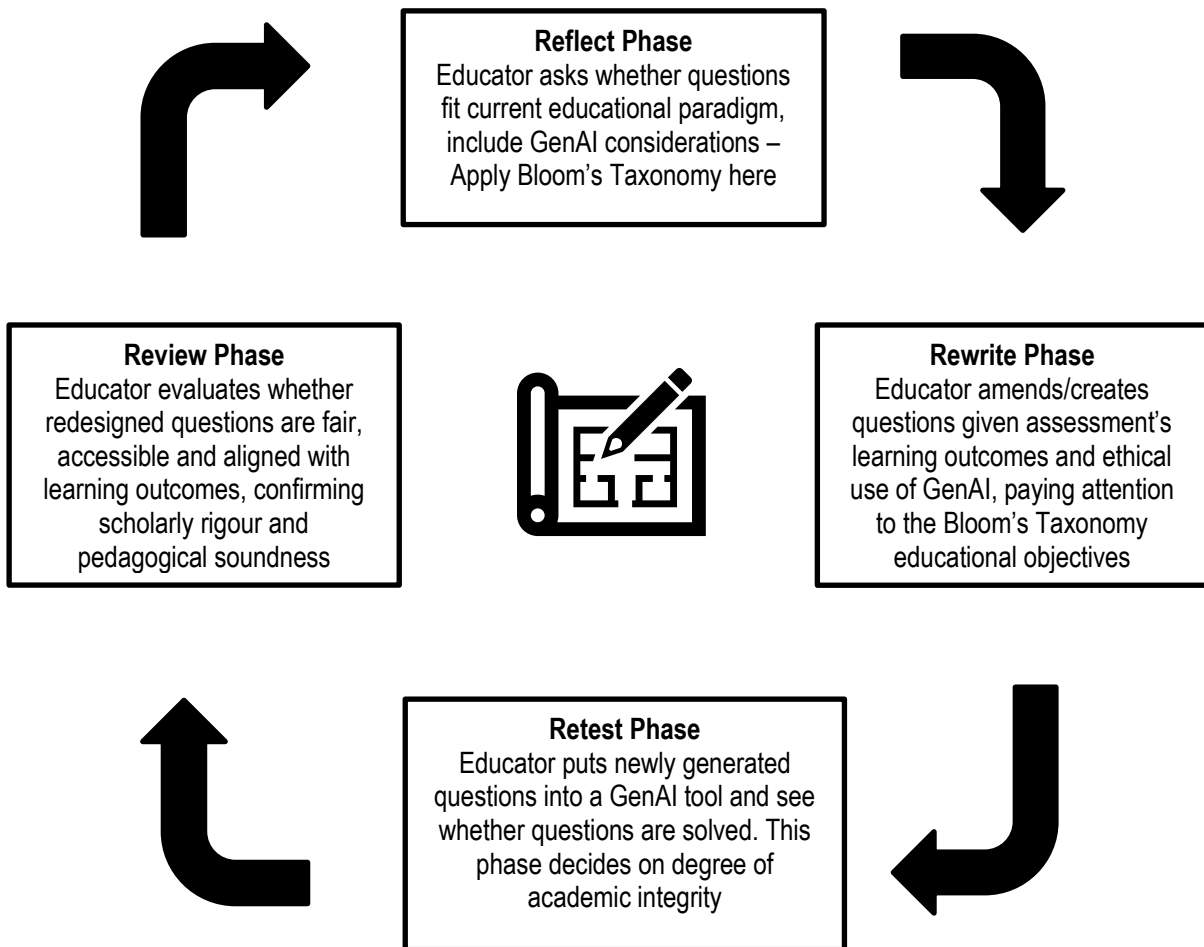 Reflect Phase
Educator asks whether questions
fit current educational paradigm,
include GenAI considerations –
Apply Bloom's Taxonomy here
Review Phase
Educator evaluates whether
redesigned questions are fair,
accessible and aligned with
learning outcomes, confirming
scholarly rigour and
pedagogical soundness
Rewrite Phase
Educator amends/creates
questions given assessment's
learning outcomes and ethical
use of GenAI, paying attention
to the Bloom's Taxonomy
educational objectives
Retest Phase
Educator puts newly generated
questions into a GenAI tool and see
whether questions are solved. This
phase decides on degree of
academic integrity